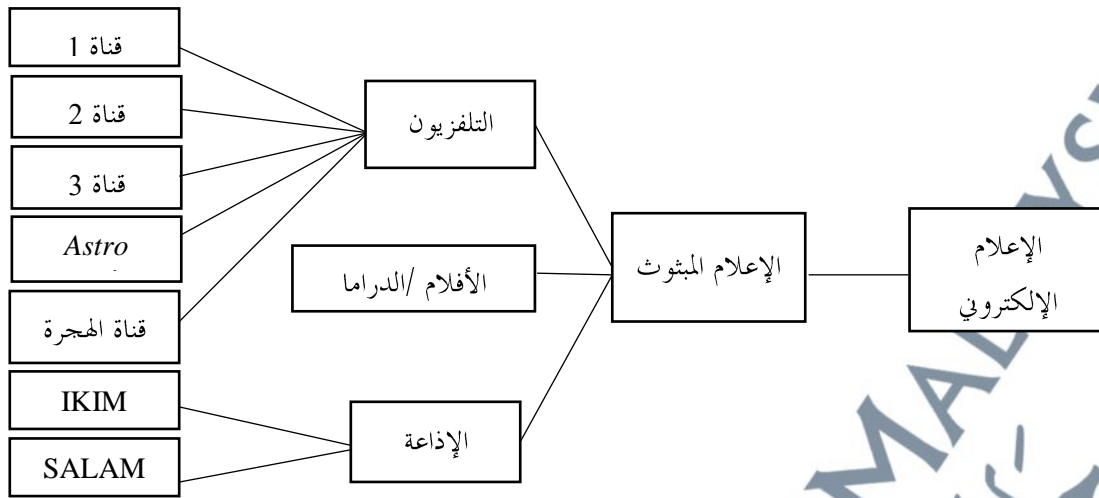 الإعلام
الإلكتروني
الإعلام المبثوث
التلفزيون
الأفلام /الدراما
الإذاعة
قناة 1
قناة 2
قناة 3
Astro
قناة الهجرة
IKIM
SALAM